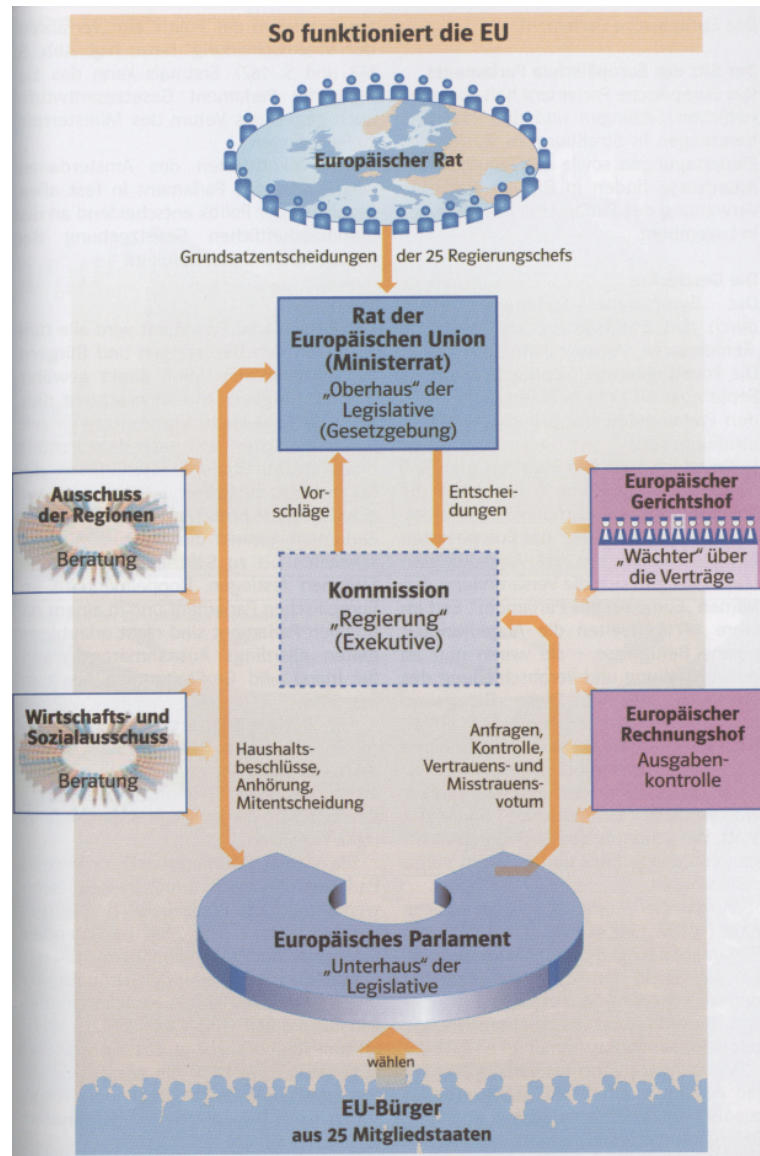 So funktioniert die EU
Europäischer Rat
Grundsatzentscheidungen der 25 Regierungschefs
Rat der
Europäischen Union
(Ministerrat)
„Oberhaus“ der
Legislative
(Gesetzgebung)
Ausschuss
der Regionen
Beratung
Vor-
schläge
Entschei-
dungen
Europäischer
Gerichtshof
„Wächter“ über
die Verträge
Kommission
„Regierung“
(Exekutive)
Wirtschafts- und
Sozialausschuss
Beratung
Haushalts-
beschlüsse,
Anhörung,
Mitentscheidung
Anfragen,
Kontrolle,
Vertrauens- und
Misstrauens-
votum
Europäischer
Rechnungshof
Ausgaben-
kontrolle
Europäisches Parlament
„Unterhaus“ der
Legislative
wählen
EU-Bürger
aus 25 Mitgliedstaaten